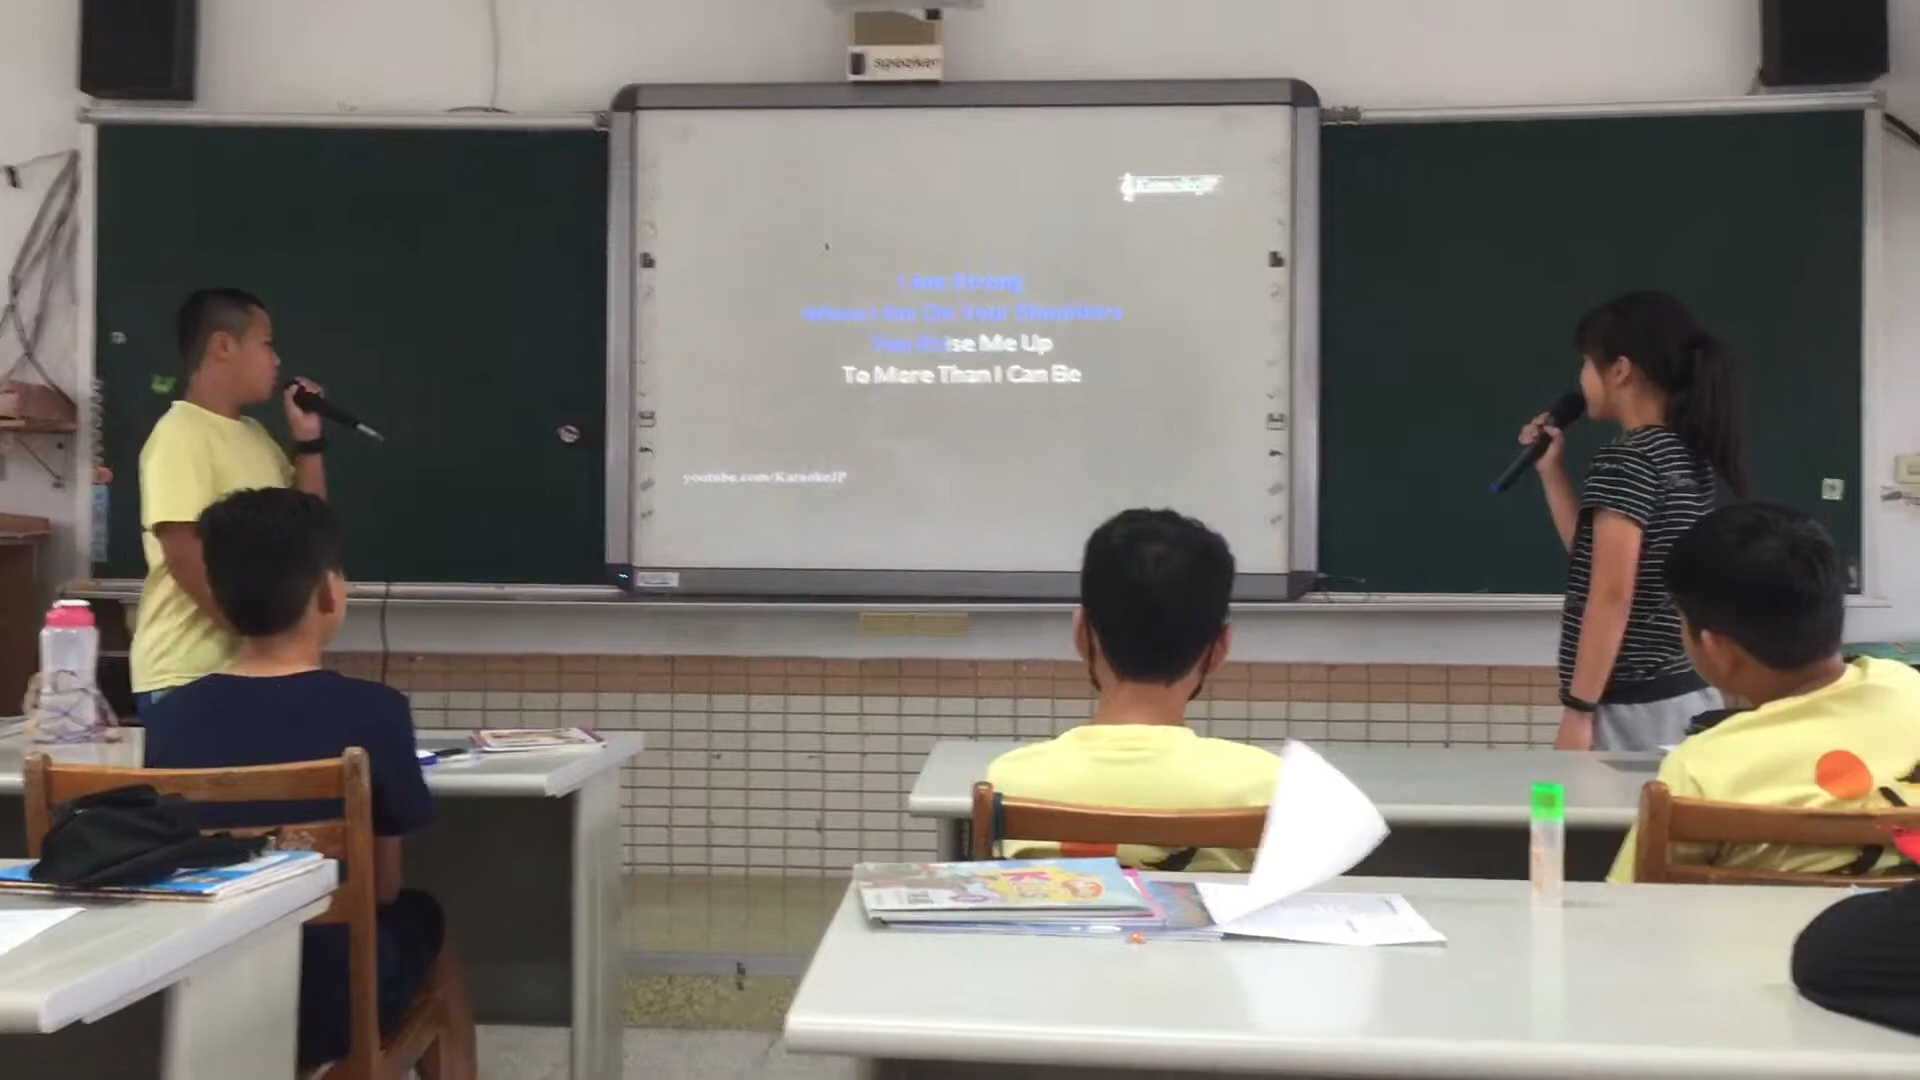 speaker
KaraokeJP
I Am Strong
When I Am On Your Shoulders
You Raise Me Up
To More Than I Can Be
youtube.com/KaraokeJP